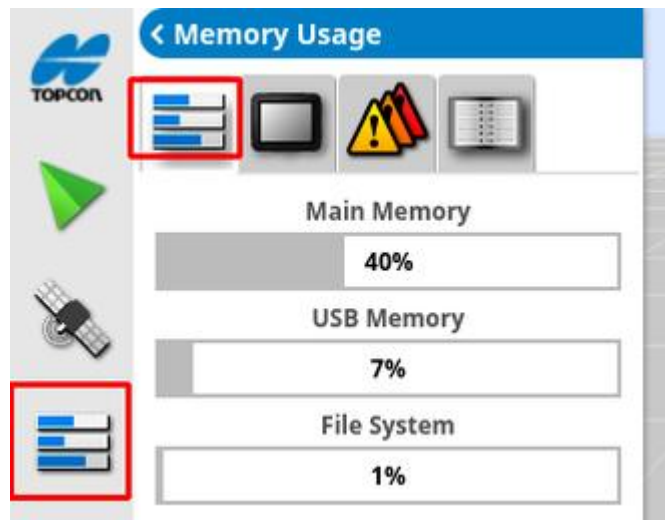 Memory Usage
TOPCON
Main Memory
40%
USB Memory
7%
File System
1%